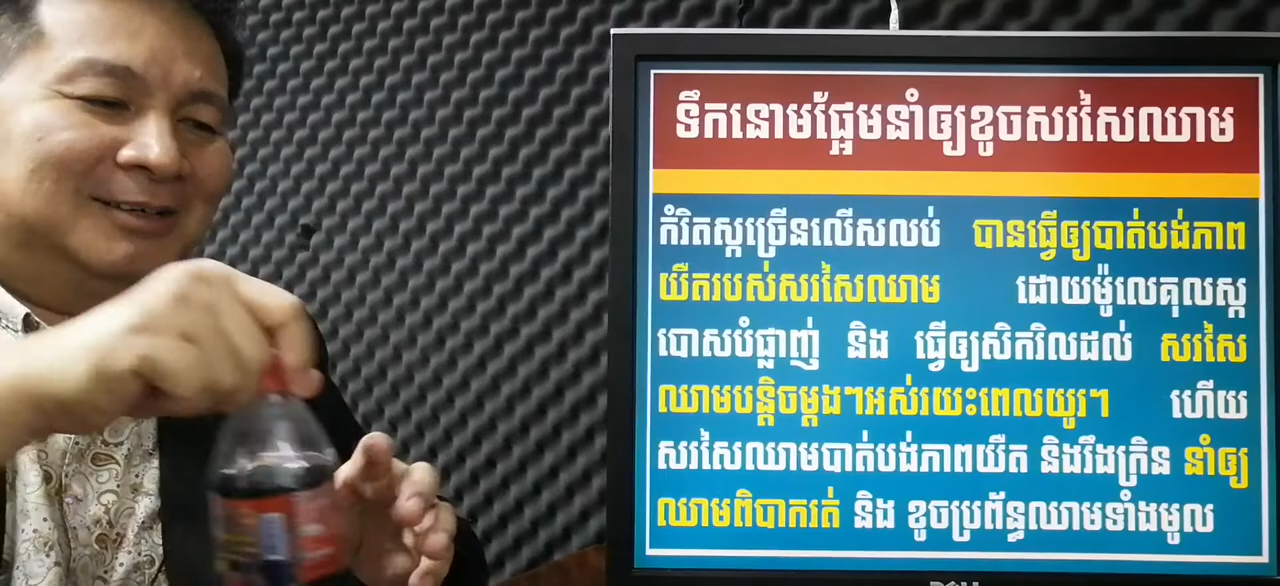 ទឹកនោមផ្អែមនាំឲ្យខូចសរសៃឈាម
កំរិតស្ករច្រើនលើសលប់ បានធ្វើឲ្យបាត់បង់ភាព
យឺតរបស់សរសៃឈាម ដោយម៉ូលេគុលស្ករ
បោសបំផ្លាញ់ និង ធ្វើឲ្យសិករិលដល់ សរសៃ
ឈាមបន្តិចម្ដងៗអស់រយះពេលយូរៗ ហើយ
សរសៃឈាមបាត់បង់ភាពយឺត និងរឹងក្រិន នាំឲ្យ
ឈាមពិបាករត់ និង ខូចប្រព័ន្ធឈាមទាំងមូល